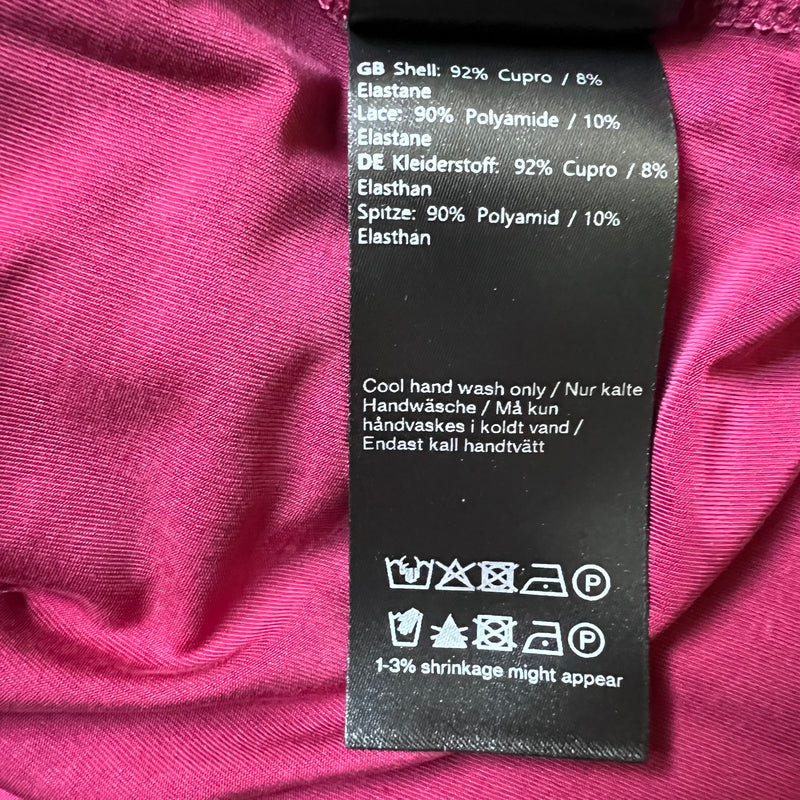 GB Shell: 92% Cupro / 8%
Elastane
Lace: 90% Polyamide / 10%
Elastane
DE Kleiderstoff: 92% Cupro / 8%
Elasthan
Spitze: 90% Polyamid / 10%
Elasthan
Cool hand wash only / Nur kalte
Handwäsche / Må kun
håndvaskes i koldt vand /
Endast kall handtvätt
P
P
1-3% shrinkage might appear